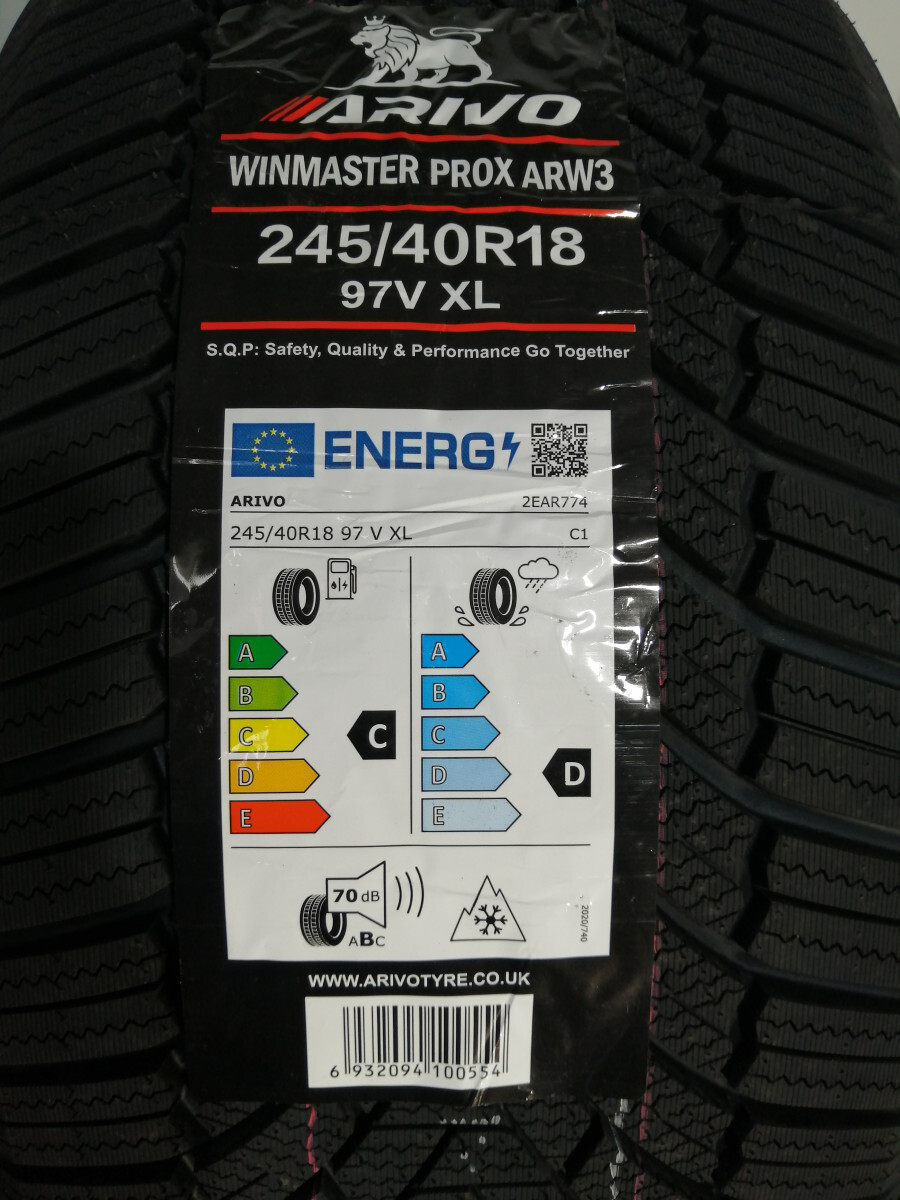 ARIVO
WINMASTER PROX ARW3
245/40R18
97V XL
S.Q.P: Safety, Quality & Performance Go Together
ENERG
ARIVO 2EAR774
245/40R18 97 V XL C1
A A
B B
C C C
D D D
E E
70 dB
ABC
2020/740
WWW.ARIVOTYRE.CO.UK
6 932094 100554